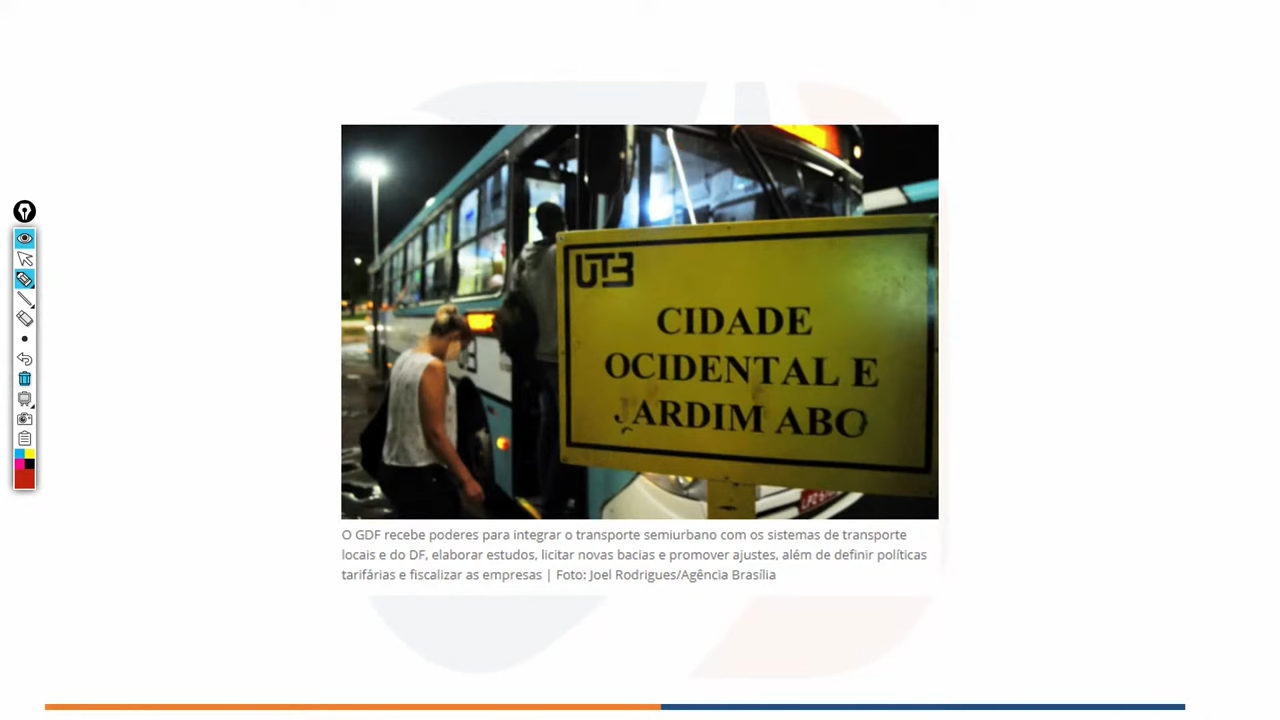 UTB
CIDADE
OCIDENTAL E
JARDIM ABC
O GDF recebe poderes para integrar o transporte semiurbano com os sistemas de transporte
locais e do DF, elaborar estudos, licitar novas bacias e promover ajustes, além de definir políticas
tarifárias e fiscalizar as empresas | Foto: Joel Rodrigues/Agência Brasília